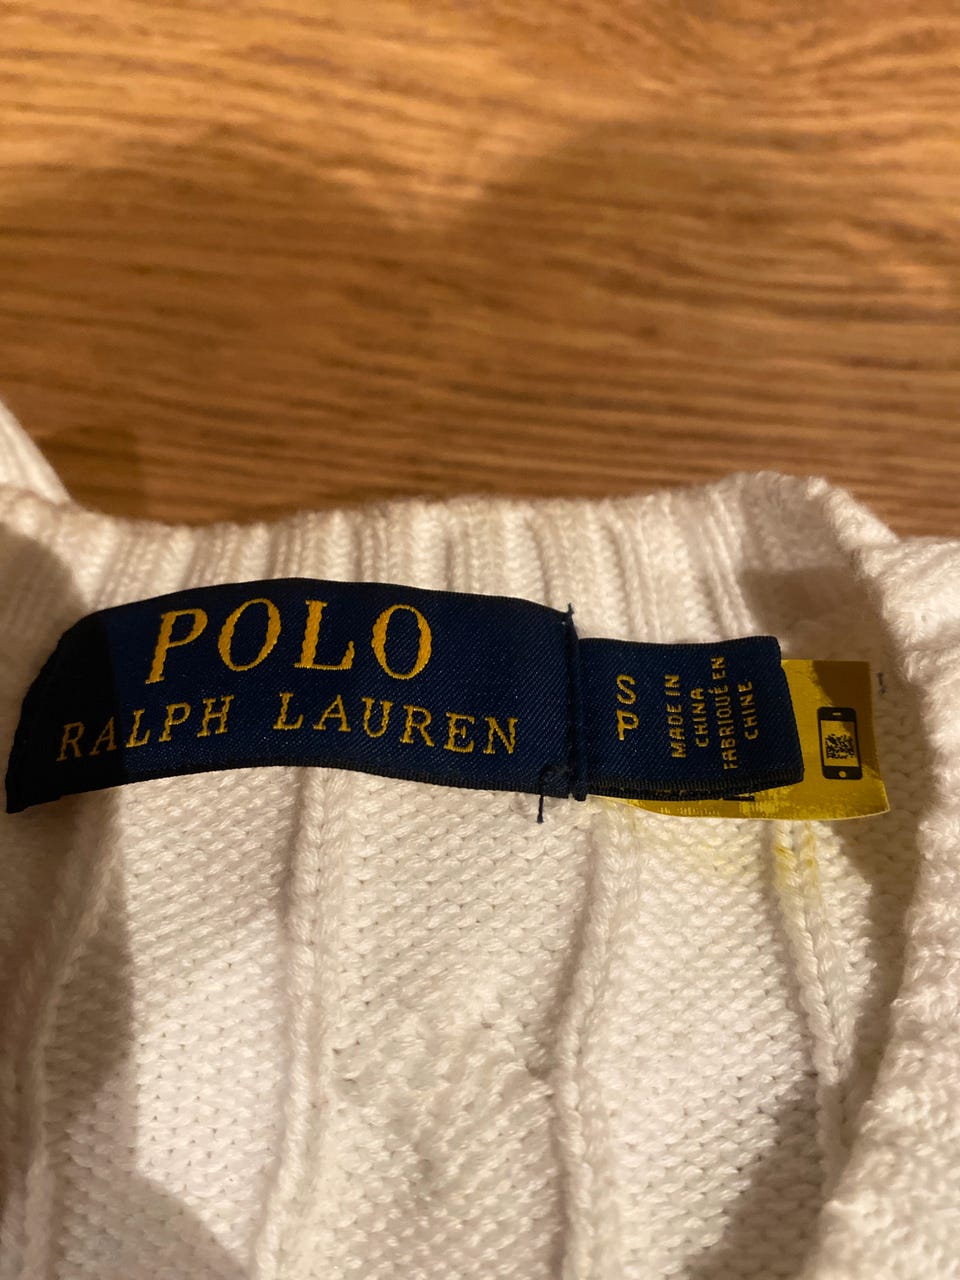 POLO
RALPH LAUREN
S
P
MADE IN
CHINA
FABRIQUÉ EN
CHINE